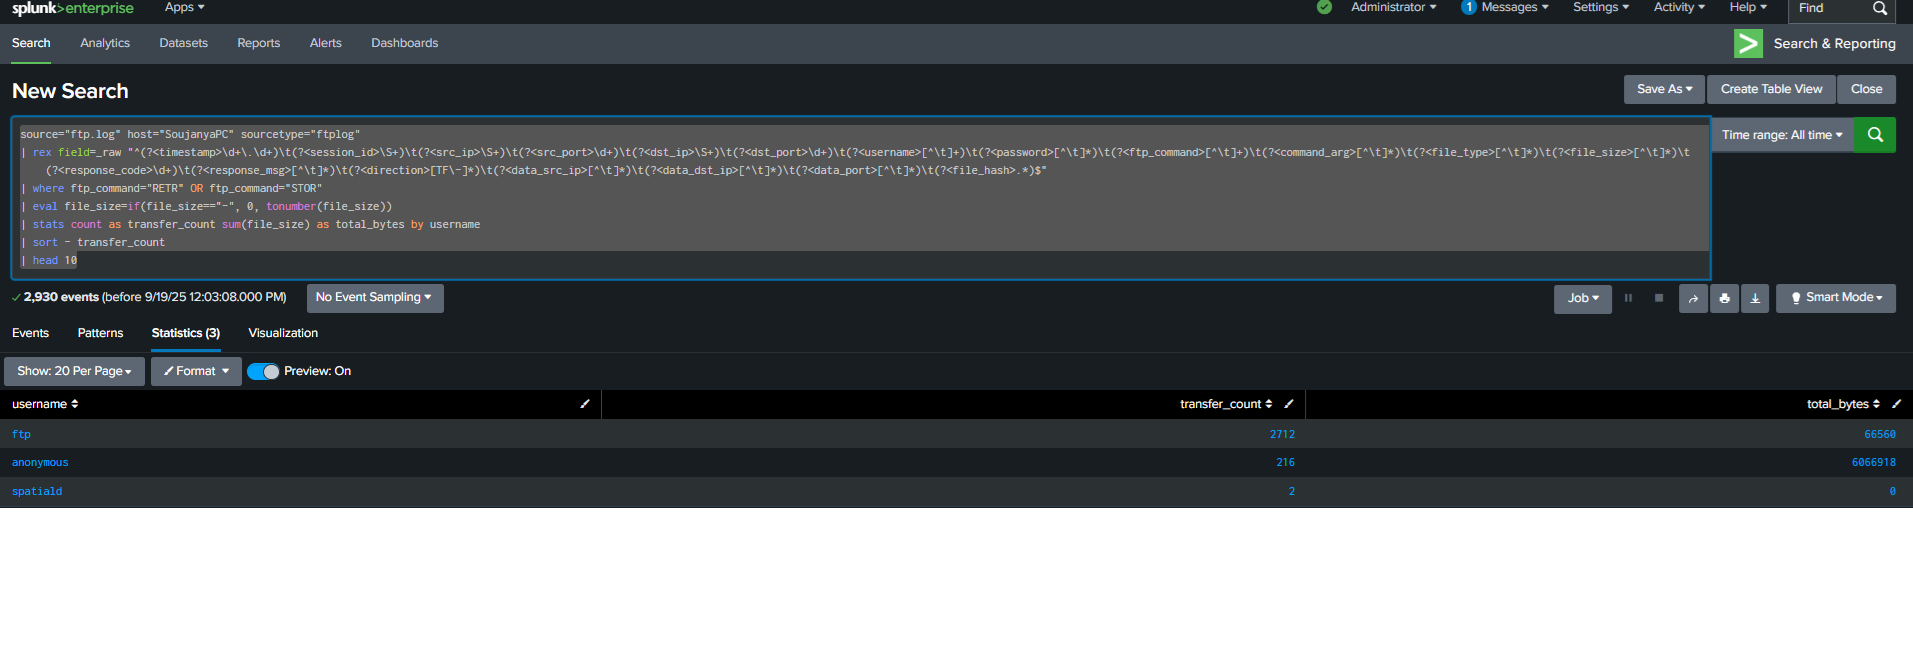 splunk>enterprise Apps Administrator 1 Messages Settings Activity Help Find
Search Analytics Datasets Reports Alerts Dashboards > Search & Reporting
New Search Save As Create Table View Close
source="ftp.log" host="SoujanyaPC" sourcetype="ftplog"
| rex field=_raw "^(?<timestamp>\d+\.\d+)\t(?<session_id>\S+)\t(?<src_ip>\S+)\t(?<src_port>\d+)\t(?<dst_ip>\S+)\t(?<dst_port>\d+)\t(?<username>[^\t]+)\t(?<password>[^\t]*)\t(?<ftp_command>[^\t]+)\t(?<command_arg>[^\t]*)\t(?<file_type>[^\t]*)\t(?<file_size>[^\t]*)\t
(?<response_code>\d+)\t(?<response_msg>[^\t]*)\t(?<direction>[TF\-]*)\t(?<data_src_ip>[^\t]*)\t(?<data_dst_ip>[^\t]*)\t(?<data_port>[^\t]*)\t(?<file_hash>.*)$"
| where ftp_command="RETR" OR ftp_command="STOR"
| eval file_size=if(file_size=="-", 0, tonumber(file_size))
| stats count as transfer_count sum(file_size) as total_bytes by username
| sort - transfer_count
| head 10
Time range: All time
2,930 events (before 9/19/25 12:03:08.000 PM) No Event Sampling Job Smart Mode
Events Patterns Statistics (3) Visualization
Show: 20 Per Page Format Preview: On
username transfer_count total_bytes
ftp 2712 66560
anonymous 216 6066918
spatiald 2 0